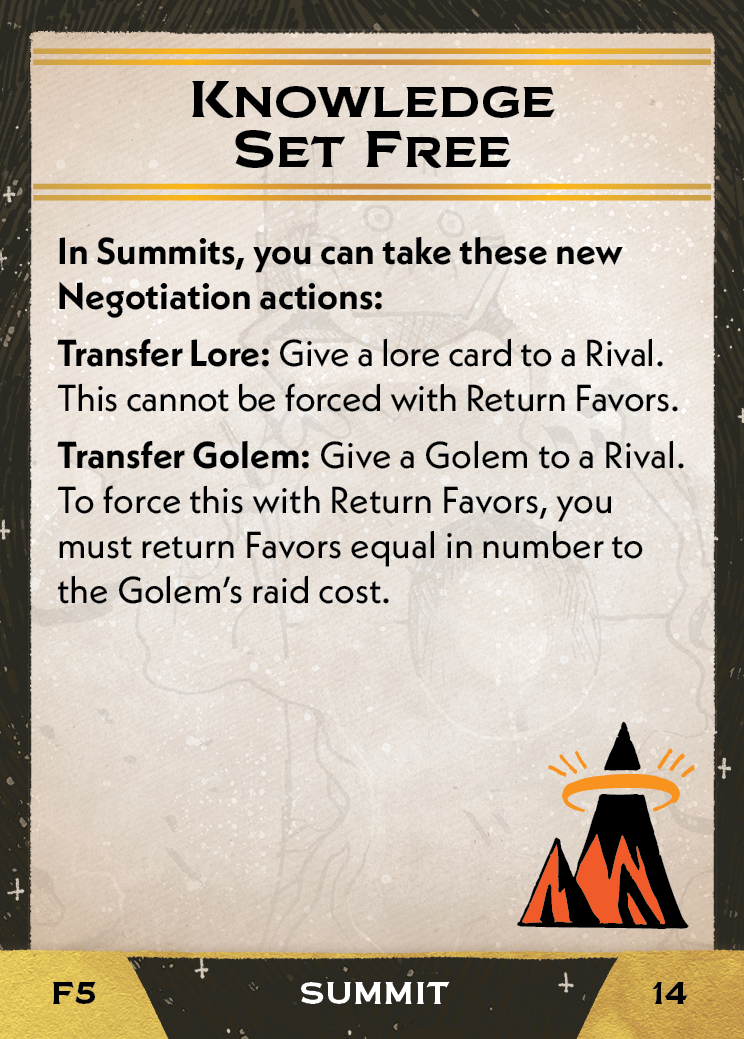 Knowledge
Set Free
In Summits, you can take these new
Negotiation actions:
Transfer Lore: Give a lore card to a Rival.
This cannot be forced with Return Favors.
Transfer Golem: Give a Golem to a Rival.
To force this with Return Favors, you
must return Favors equal in number to
the Golem’s raid cost.
F5
SUMMIT
14